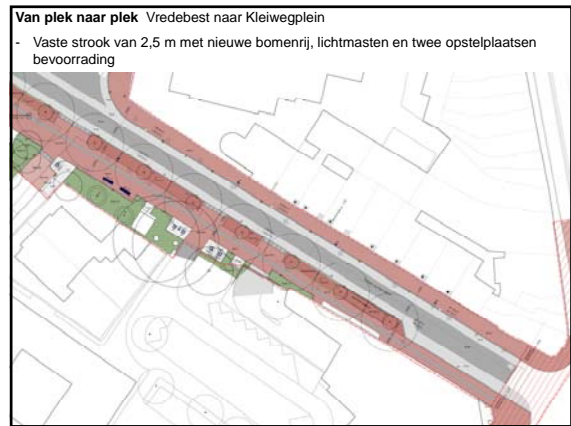 Van plek naar plek Vredebest naar Kleiwegplein
- Vaste strook van 2,5 m met nieuwe bomenrij, lichtmasten en twee opstelplaatsen
bevoorrading